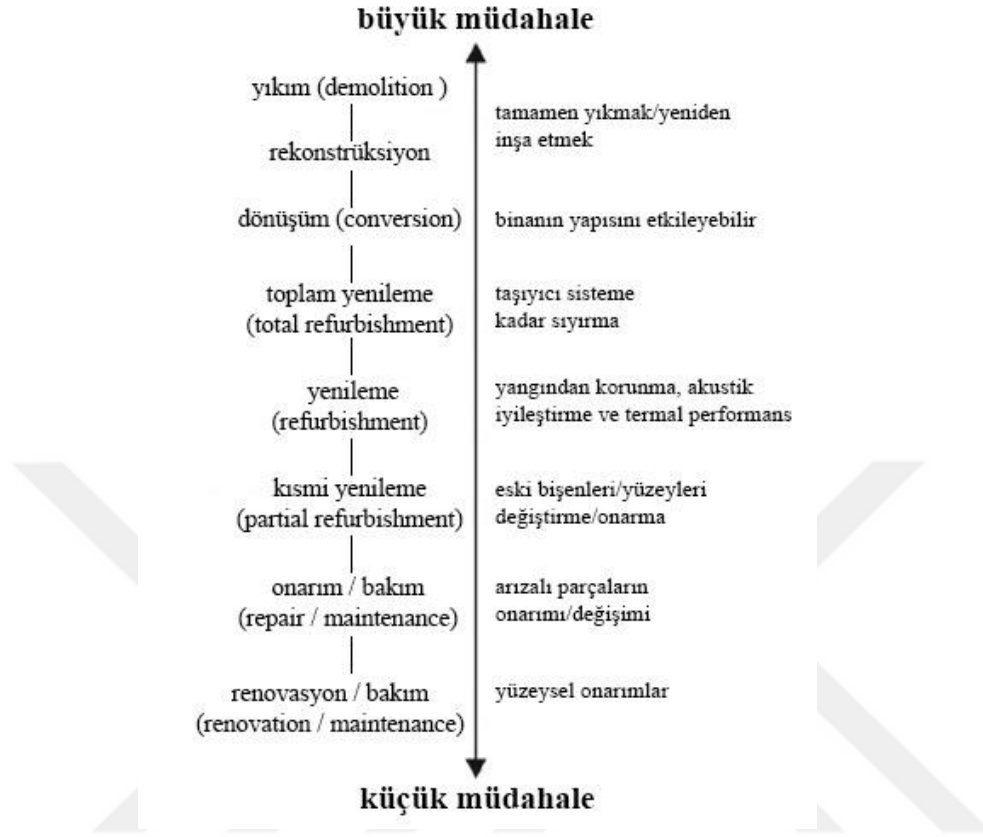 büyük müdahale
yıkım (demolition )
tamamen yıkmak/yeniden
inşa etmek
rekonstrüksiyon
dönüşüm (conversion)
binanın yapısını etkileyebilir
toplam yenileme
(total refurbishment)
taşıyıcı sisteme
kadar sıyırma
yenileme
(refurbishment)
yangından korunma, akustik
iyileştirme ve termal performans
kısmi yenileme
(partial refurbishment)
eski bişenleri/yüzeyleri
değiştirme/onarma
onarım / bakım
(repair / maintenance)
arızalı parçaların
onarımı/değişimi
renovasyon / bakım
(renovation / maintenance)
yüzeysel onarımlar
küçük müdahale